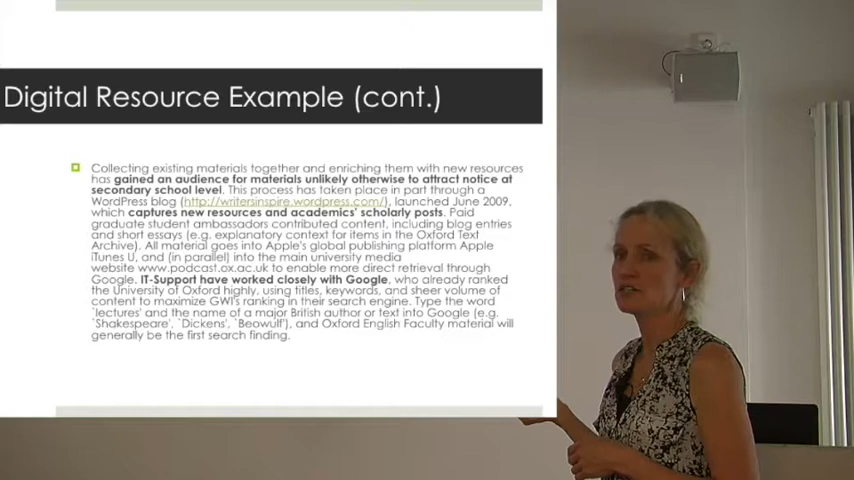 Digital Resource Example (cont.)
Collecting existing materials together and enriching them with new resources
has gained an audience for materials unlikely otherwise to attract notice at
secondary school level. This process has taken place in part through a
WordPress blog (http://writersinspire.wordpress.com/), launched June 2009,
which captures new resources and academics' scholarly posts. Paid
graduate student ambassadors contributed content, including blog entries
and short essays (e.g. explanatory context for items in the Oxford Text
Archive). All material goes into Apple's global publishing platform Apple
iTunes U, and (in parallel) into the main university media
website www.podcast.ox.ac.uk to enable more direct retrieval through
Google. IT-Support have worked closely with Google, who already ranked
the University of Oxford highly, using titles, keywords, and sheer volume of
content to maximize GWI's ranking in their search engine. Type the word
`lectures' and the name of a major British author or text into Google (e.g.
`Shakespeare', `Dickens', `Beowulf'), and Oxford English Faculty material will
generally be the first search finding.